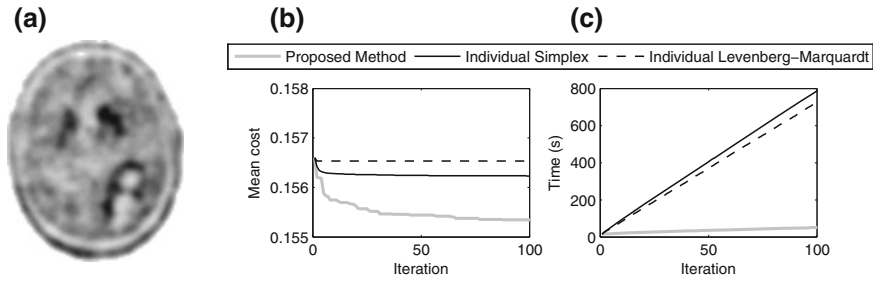 (a)
(b)
(c)
Proposed Method
Individual Simplex
Individual Levenberg–Marquardt
0.158
0.157
0.156
0.155
Mean cost
0
50
100
Iteration
800
600
400
200
0
Time (s)
0
50
100
Iteration